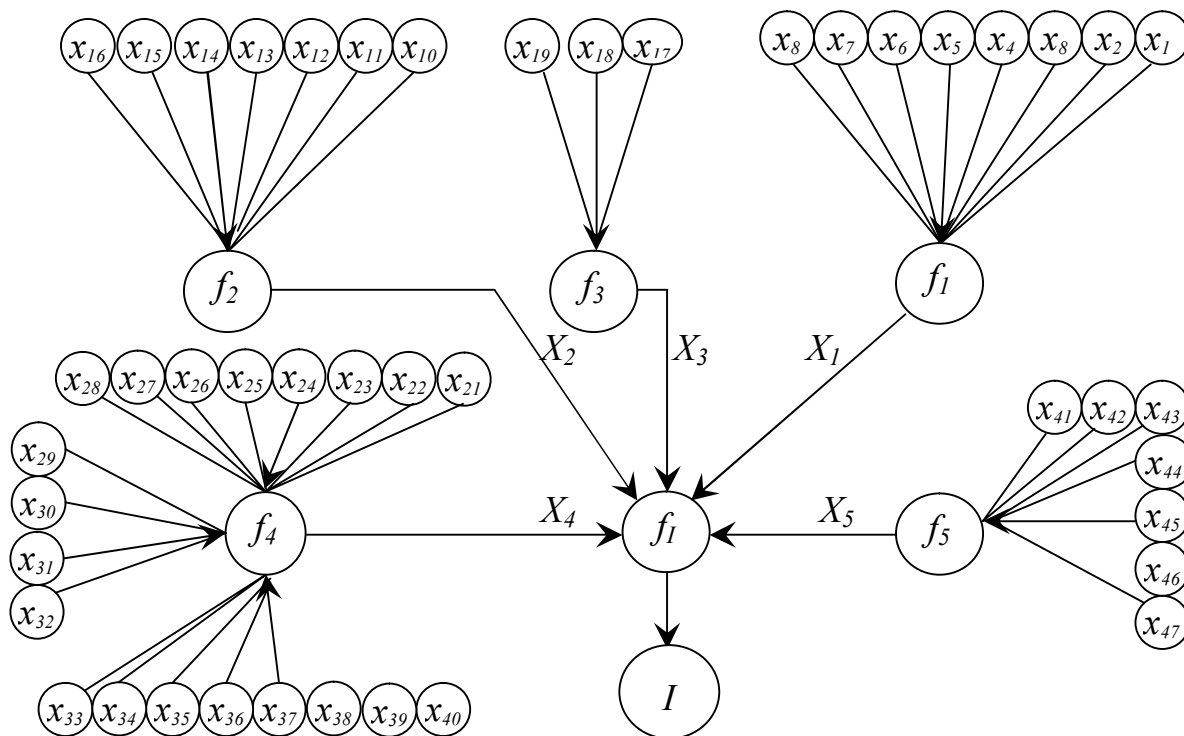 x16 x15 x14 x13 x12 x11 x10 x19 x18 x17 x8 x7 x6 x5 x4 x8 x2 x1
f2 f3 f1
X2 X3 X1
x28 x27 x26 x25 x24 x23 x22 x21 x41 x42 x43
x29 x44
x30 f4 X4 fI X5 f5 x45
x31 x46
x32 x47
x33 x34 x35 x36 x37 x38 x39 x40 I